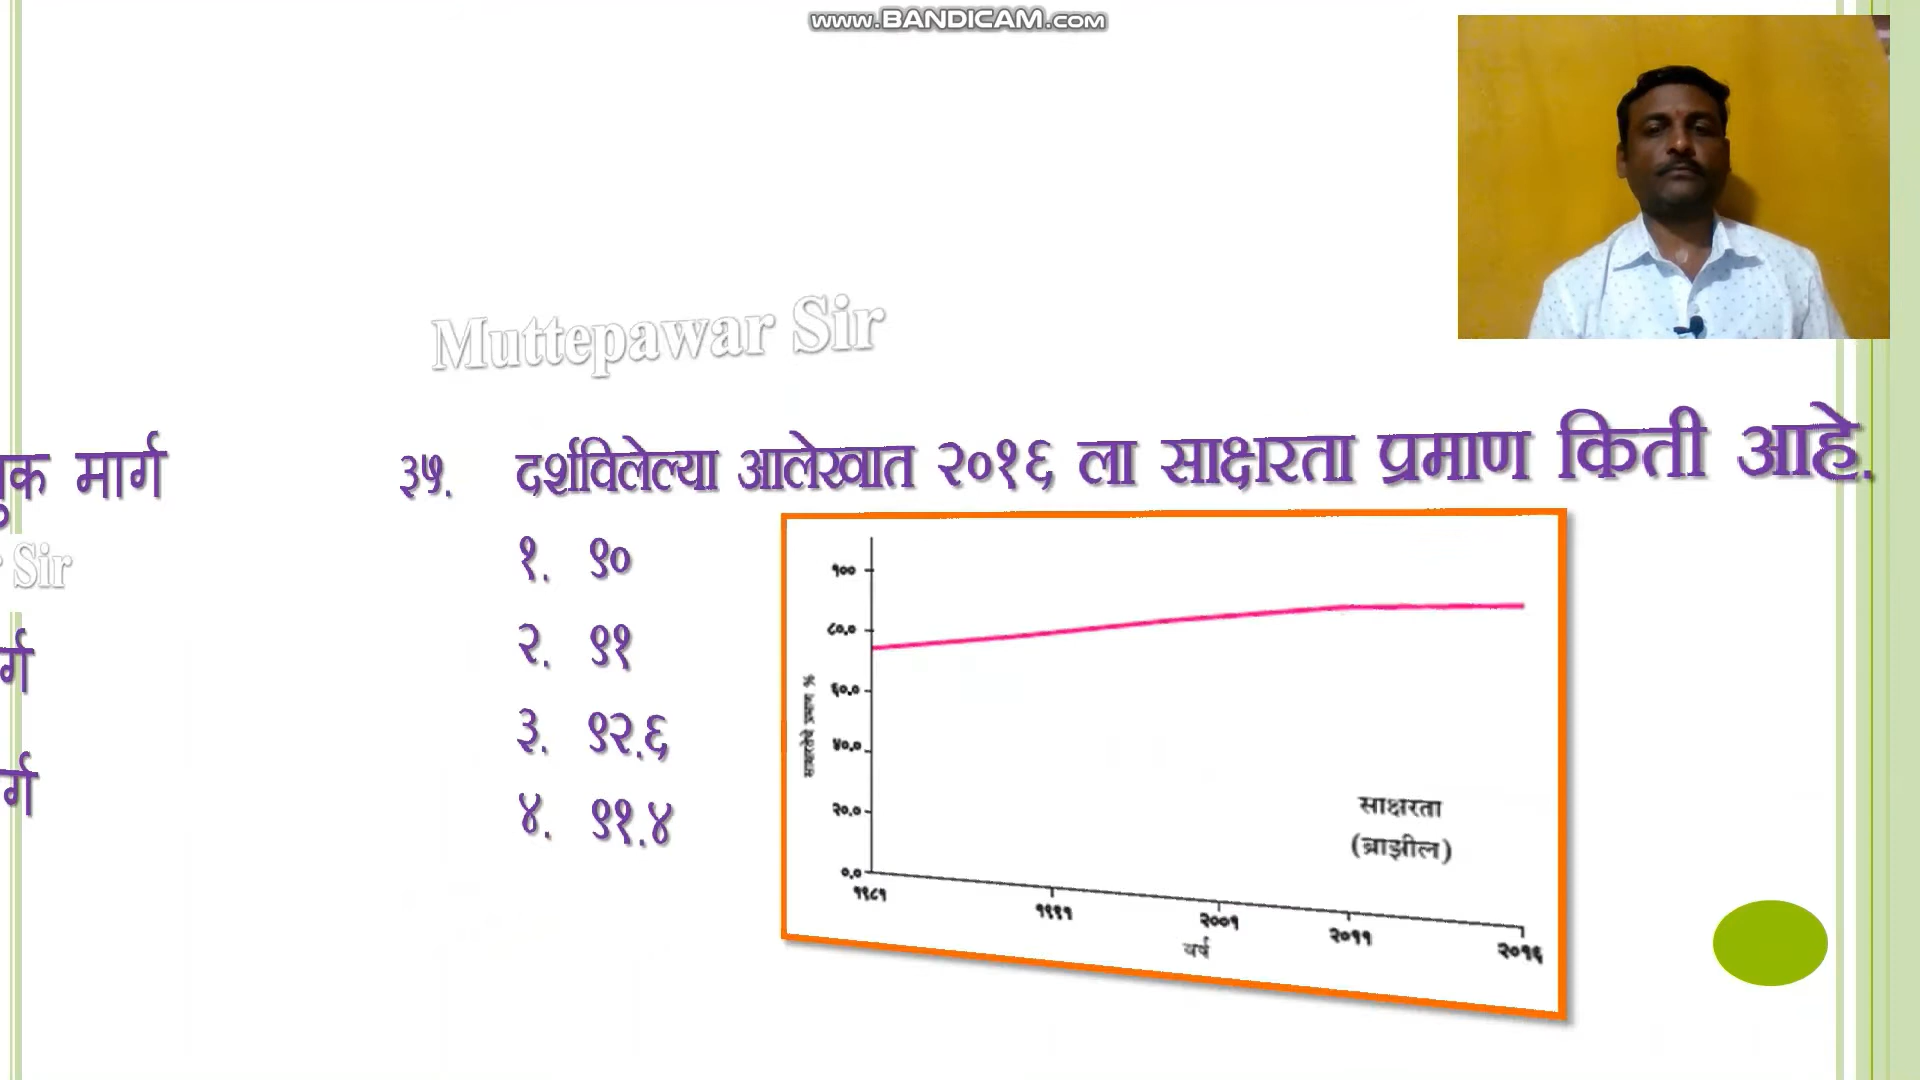 www.BANDICAM.com
Muttepawar Sir
मार्ग
Sir
३५. दर्शविलेल्या आलेखात २०१६ ला साक्षरता प्रमाण किती आहे.
१. ९०
२. ९१
३. ९२.६
४. ९१.४
१००
८०.०
६०.०
४०.०
२०.०
०.०
साक्षरतेचे प्रमाण %
१९८१
१९९१
२००१
२०११
२०१६
वर्ष
साक्षरता
(ब्राझील)